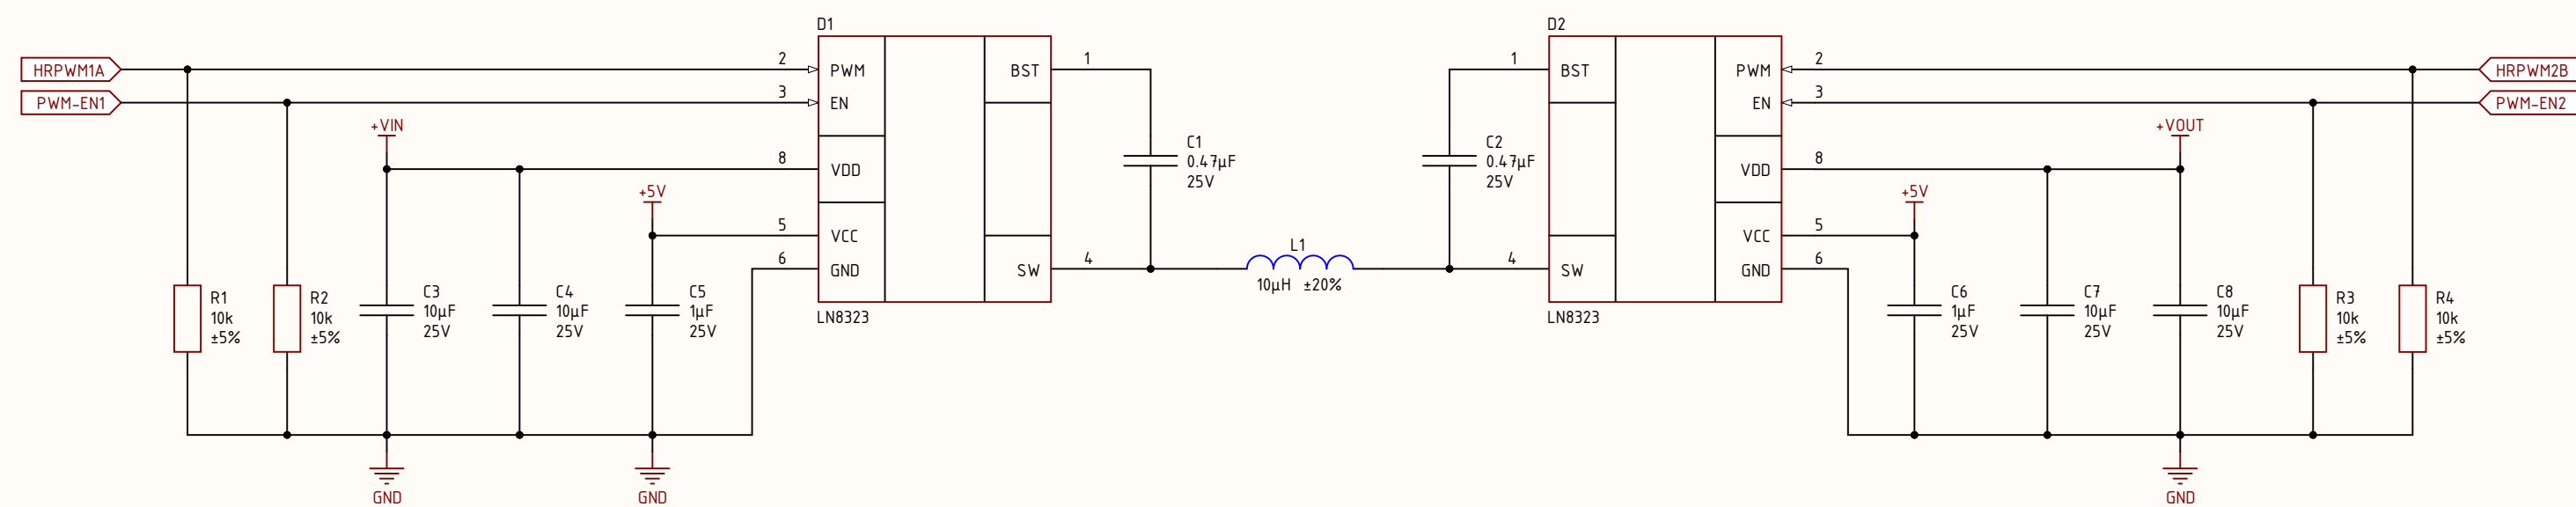 D1
D2
HRPWM1A
2
PWM
BST
1
1
BST
PWM
2
HRPWM2B
PWM-EN1
3
EN
EN
3
PWM-EN2
+VIN
+VOUT
C1
0.47µF
25V
C2
0.47µF
25V
8
VDD
VDD
8
+5V
+5V
5
VCC
VCC
5
6
GND
SW
4
L1
10µH ±20%
4
SW
GND
6
R1
10k
±5%
R2
10k
±5%
C3
10µF
25V
C4
10µF
25V
C5
1µF
25V
LN8323
LN8323
C6
1µF
25V
C7
10µF
25V
C8
10µF
25V
R3
10k
±5%
R4
10k
±5%
GND
GND
GND